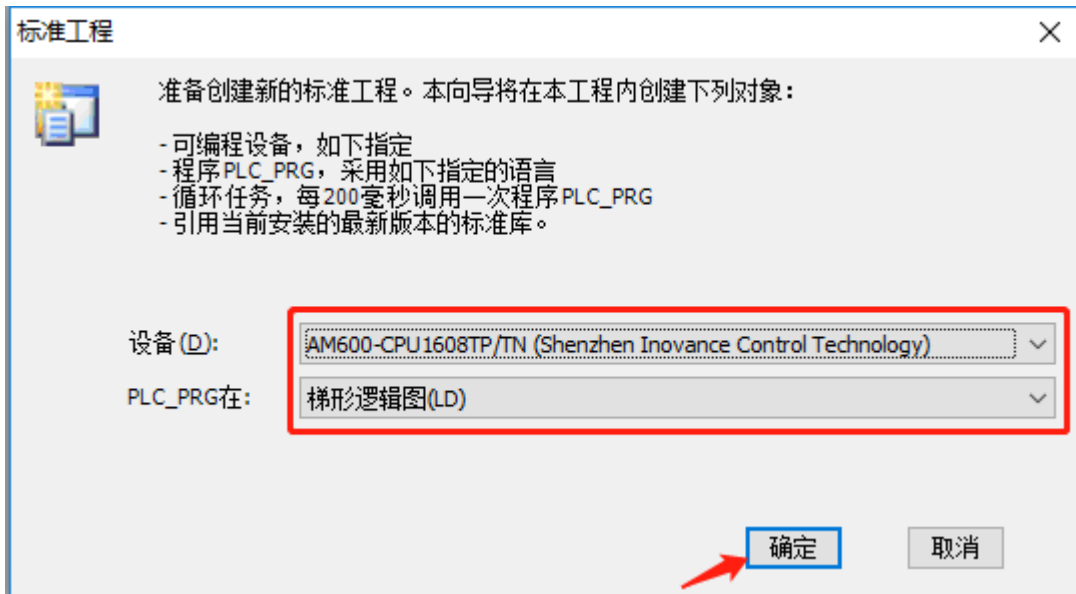 标准工程
准备创建新的标准工程。本向导将在本工程内创建下列对象：
-可编程设备，如下指定
-程序PLC_PRG，采用如下指定的语言
-循环任务，每200毫秒调用一次程序PLC_PRG
-引用当前安装的最新版本的标准库。
设备(D):
AM600-CPU1608TP/TN (Shenzhen Inovance Control Technology)
PLC_PRG在:
梯形逻辑图(LD)
确定
取消